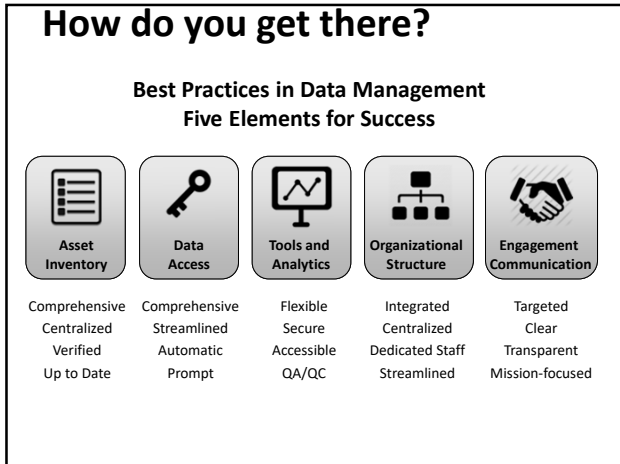 How do you get there?
Best Practices in Data Management
Five Elements for Success
Asset
Inventory
Data
Access
Tools and
Analytics
Organizational
Structure
Engagement
Communication
Comprehensive
Centralized
Verified
Up to Date
Comprehensive
Streamlined
Automatic
Prompt
Flexible
Secure
Accessible
QA/QC
Integrated
Centralized
Dedicated Staff
Streamlined
Targeted
Clear
Transparent
Mission-focused